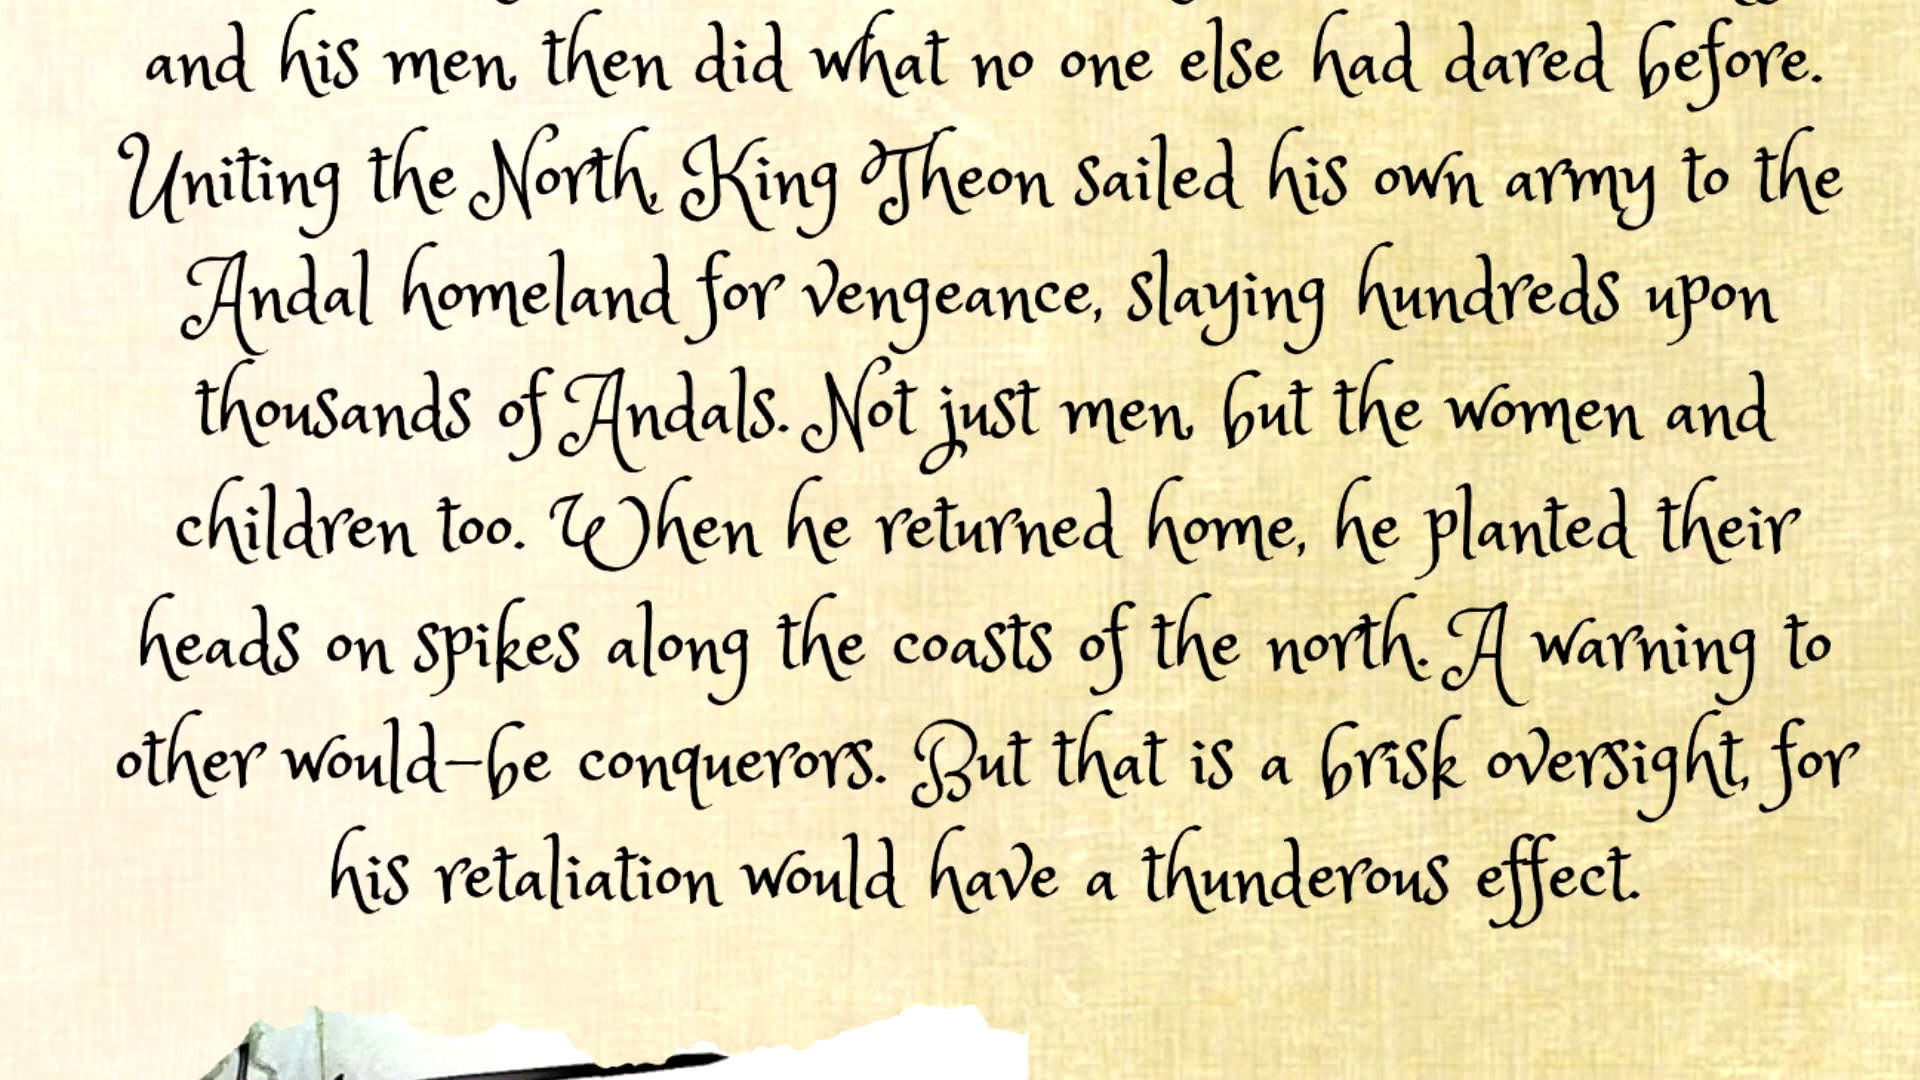 and his men, then did what no one else had dared before.
Uniting the North, King Theon sailed his own army to the
Andal homeland for vengeance, slaying hundreds upon
thousands of Andals. Not just men, but the women and
children too. When he returned home, he planted their
heads on spikes along the coasts of the north. A warning to
other would-be conquerors. But that is a brisk oversight, for
his retaliation would have a thunderous effect.